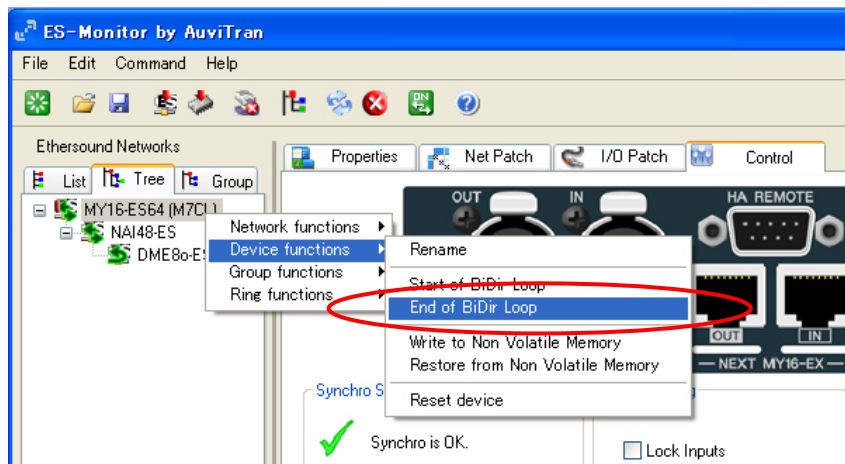 ES-Monitor by AuviTran
File Edit Command Help
Ethersound Networks
List Tree Group
Properties Net Patch I/O Patch Control
MY16-ES64 (M7CL)
NAI48-ES
DME8o-ES
Network functions
Device functions
Group functions
Ring functions
Rename
Start of BiDir Loop
End of BiDir Loop
Write to Non Volatile Memory
Restore from Non Volatile Memory
Reset device
OUT IN HA REMOTE
OUT IN
NEXT MY16-EX
Synchro S
Synchro is OK.
Lock Inputs